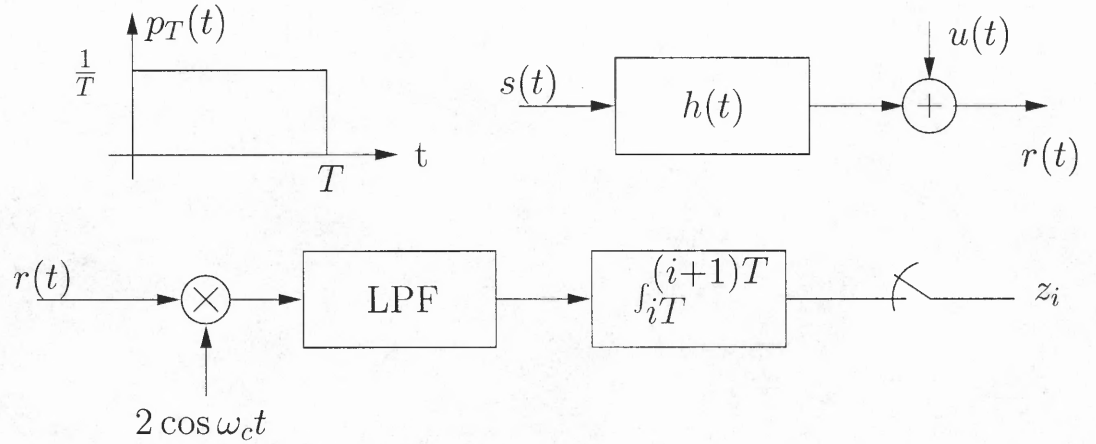 p_T(t)
1/T
t
T
s(t)
h(t)
u(t)
+
r(t)
r(t)
×
2 cos ω_c t
LPF
∫_{iT}^{(i+1)T}
z_i